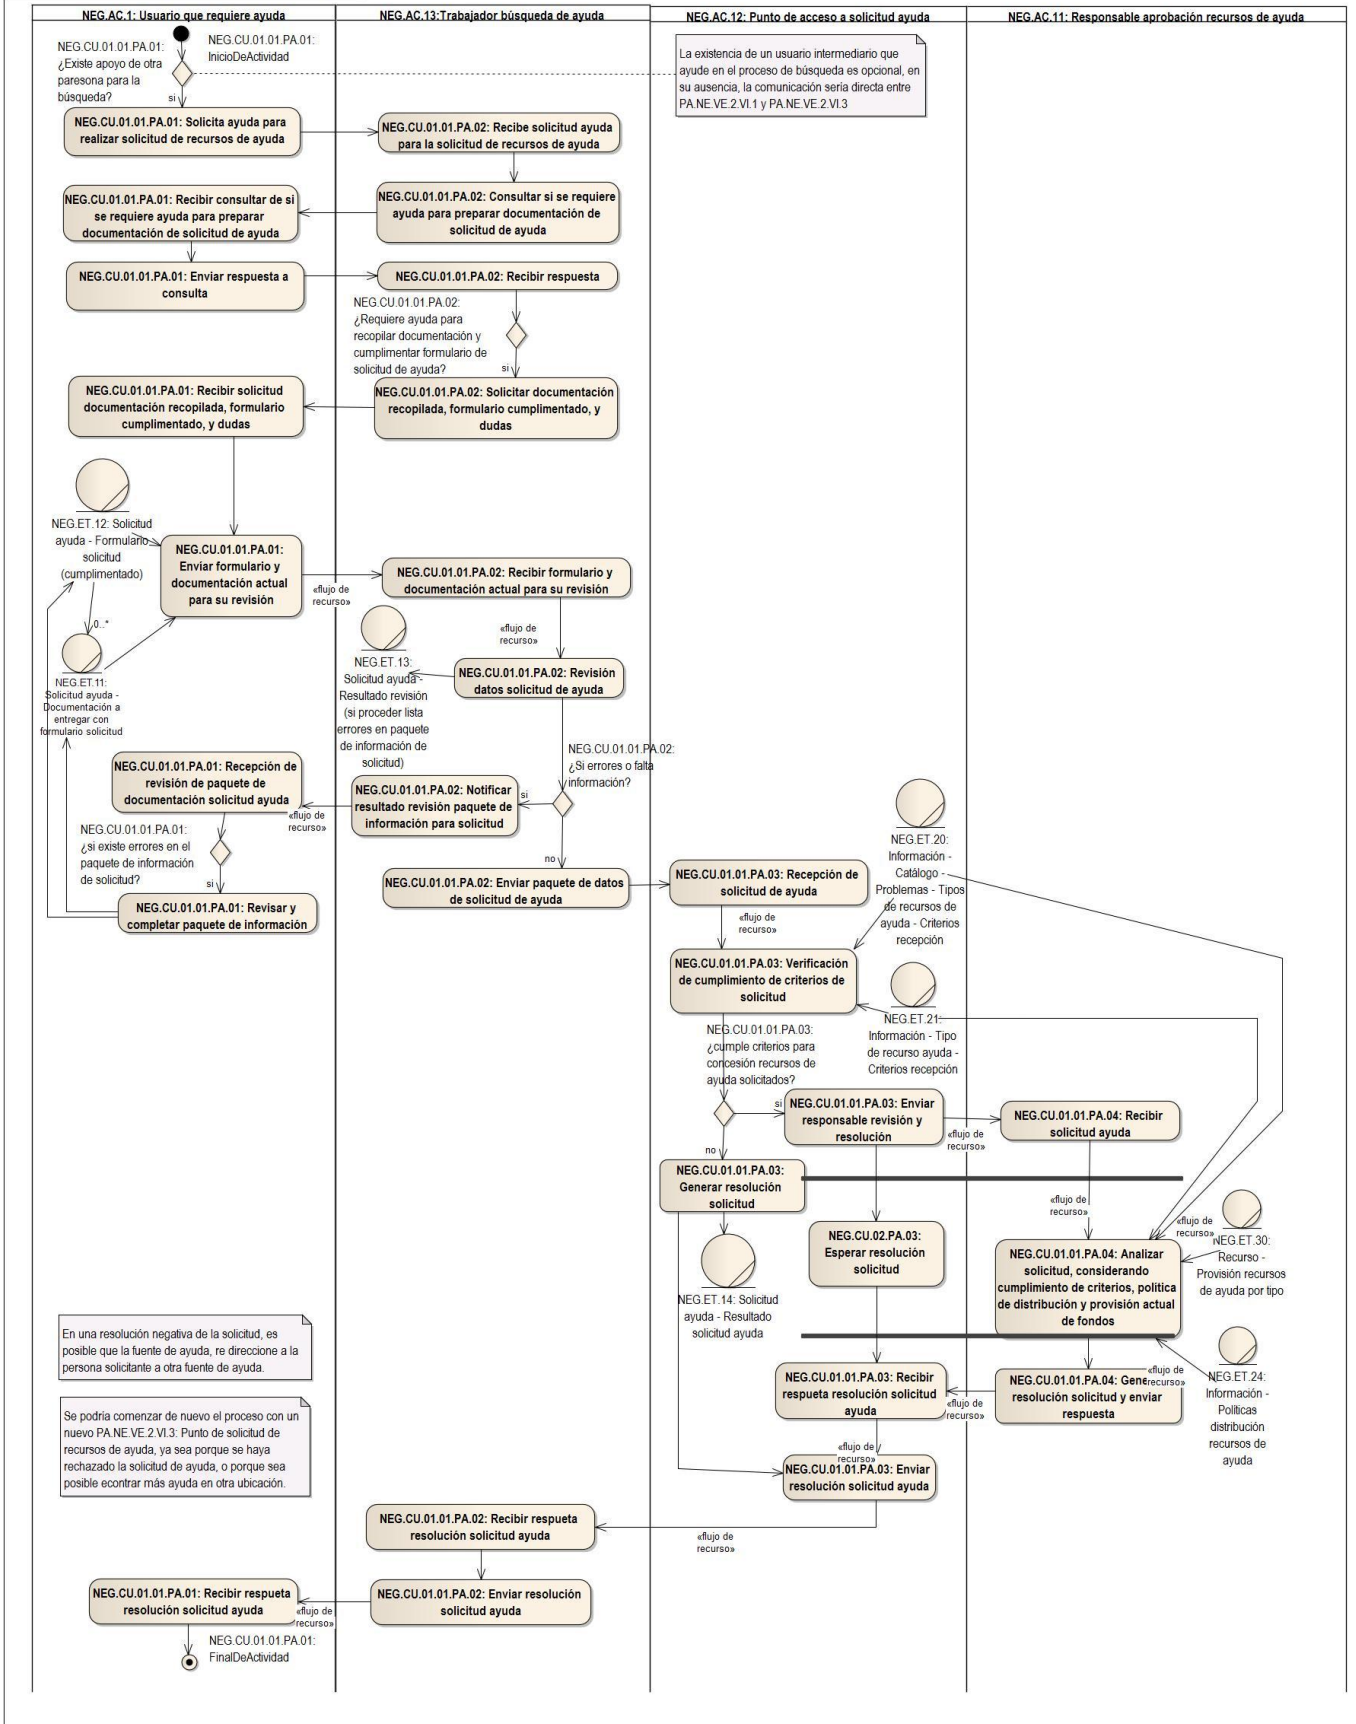 NEG.AC.1: Usuario que requiere ayuda
NEG.AC.13:Trabajador búsqueda de ayuda
NEG.AC.12: Punto de acceso a solicitud ayuda
NEG.AC.11: Responsable aprobación recursos de ayuda
NEG.CU.01.01.PA.01:
¿Existe apoyo de otra
paresona para la
búsqueda?
NEG.CU.01.01.PA.01:
InicioDeActividad
si
La existencia de un usuario intermediario que
ayude en el proceso de búsqueda es opcional, en
su ausencia, la comunicación sería directa entre
PA.NE.VE.2.VI.1 y PA.NE.VE.2.VI.3
NEG.CU.01.01.PA.01: Solicita ayuda para
realizar solicitud de recursos de ayuda
NEG.CU.01.01.PA.02: Recibe solicitud ayuda
para la solicitud de recursos de ayuda
NEG.CU.01.01.PA.01: Recibir consultar de si
se requiere ayuda para preparar
documentación de solicitud de ayuda
NEG.CU.01.01.PA.02: Consultar si se requiere
ayuda para preparar documentación de
solicitud de ayuda
NEG.CU.01.01.PA.01: Enviar respuesta a
consulta
NEG.CU.01.01.PA.02: Recibir respuesta
NEG.CU.01.01.PA.02:
¿Requiere ayuda para
recopilar documentación y
cumplimentar formulario de
solicitud de ayuda?
si
NEG.CU.01.01.PA.01: Recibir solicitud
documentación recopilada, formulario
cumplimentado, y dudas
NEG.CU.01.01.PA.02: Solicitar documentación
recopilada, formulario cumplimentado, y
dudas
NEG.ET.12: Solicitud
ayuda - Formulario
solicitud
(cumplimentado)
NEG.CU.01.01.PA.01:
Enviar formulario y
documentación actual
para su revisión
«flujo de
recurso»
NEG.CU.01.01.PA.02: Recibir formulario y
documentación actual para su revisión
0..*
NEG.ET.11:
Solicitud ayuda -
Documentación a
entregar con
formulario solicitud
«flujo de
recurso»
NEG.ET.13:
Solicitud ayuda -
Resultado revisión
(si proceder lista
errores en paquete
de información de
solicitud)
NEG.CU.01.01.PA.02: Revisión
datos solicitud de ayuda
NEG.CU.01.01.PA.02:
¿Si errores o falta
información?
NEG.CU.01.01.PA.01: Recepción de
revisión de paquete de
documentación solicitud ayuda
«flujo de
recurso»
NEG.CU.01.01.PA.02: Notificar
resultado revisión paquete de
información para solicitud
si
NEG.CU.01.01.PA.01:
¿si existe errores en el
paquete de información
de solicitud?
si
no
NEG.CU.01.01.PA.01: Revisar y
completar paquete de información
NEG.CU.01.01.PA.02: Enviar paquete de datos
de solicitud de ayuda
NEG.CU.01.01.PA.03: Recepción de
solicitud de ayuda
NEG.ET.20:
Información -
Catálogo -
Problemas - Tipos
de recursos de
ayuda - Criterios
recepción
«flujo de
recurso»
NEG.CU.01.01.PA.03: Verificación
de cumplimiento de criterios de
solicitud
NEG.ET.21:
Información - Tipo
de recurso ayuda -
Criterios recepción
NEG.CU.01.01.PA.03:
¿cumple criterios para
concesión recursos de
ayuda solicitados?
si
no
NEG.CU.01.01.PA.03: Enviar
responsable revisión y
resolución
«flujo de
recurso»
NEG.CU.01.01.PA.04: Recibir
solicitud ayuda
NEG.CU.01.01.PA.03:
Generar resolución
solicitud
«flujo de
recurso»
NEG.CU.02.PA.03:
Esperar resolución
solicitud
«flujo de
recurso»
NEG.ET.30:
Recurso -
Provisión recursos
de ayuda por tipo
NEG.CU.01.01.PA.04: Analizar
solicitud, considerando
cumplimiento de criterios, política
de distribución y provisión actual
de fondos
NEG.ET.14: Solicitud
ayuda - Resultado
solicitud ayuda
En una resolución negativa de la solicitud, es
posible que la fuente de ayuda, re direccione a la
persona solicitante a otra fuente de ayuda.
NEG.CU.01.01.PA.03: Recibir
respueta resolución solicitud
ayuda
«flujo de
recurso»
NEG.CU.01.01.PA.04: Gene
resolución solicitud y enviar
respuesta
«flujo de
recurso»
NEG.ET.24:
Información -
Políticas
distribución
recursos de
ayuda
Se podría comenzar de nuevo el proceso con un
nuevo PA.NE.VE.2.VI.3: Punto de solicitud de
recursos de ayuda, ya sea porque se haya
rechazado la solicitud de ayuda, o porque sea
posible econtrar más ayuda en otra ubicación.
«flujo de
recurso»
NEG.CU.01.01.PA.03: Enviar
resolución solicitud ayuda
NEG.CU.01.01.PA.02: Recibir respueta
resolución solicitud ayuda
«flujo de
recurso»
NEG.CU.01.01.PA.01: Recibir respueta
resolución solicitud ayuda
«flujo de
recurso»
NEG.CU.01.01.PA.02: Enviar resolución
solicitud ayuda
NEG.CU.01.01.PA.01:
FinalDeActividad